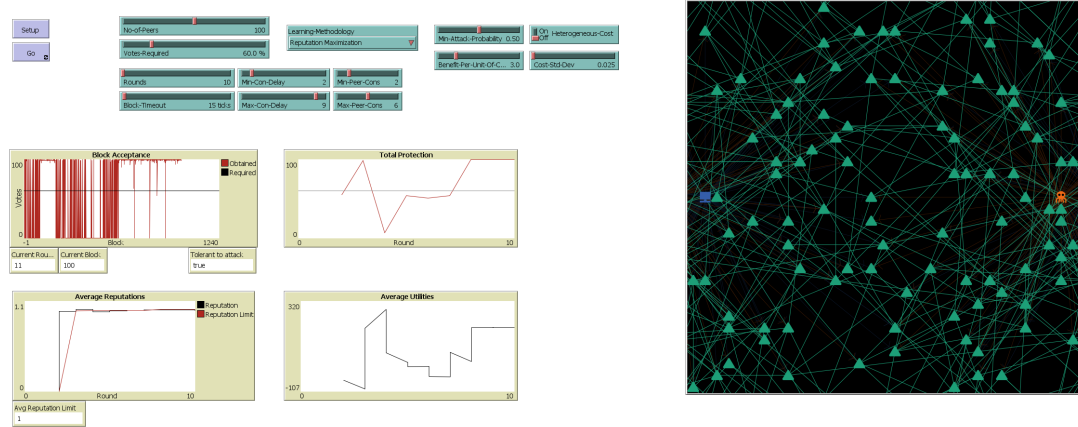 Setup
Go
No-of-Peers 100
Votes-Required 60.0 %
Learning-Methodology
Reputation Maximization
Min-Attack-Probability 0.50
On
Off
Heterogeneous-Cost
Benefit-Per-Unit-Of-C... 3.0
Cost-Std-Dev 0.025
Rounds 10
Min-Con-Delay 2
Min-Peer-Cons 2
Block-Timeout 15 ticks
Max-Con-Delay 9
Max-Peer-Cons 6
Block Acceptance
100
Votes
0
-1
Block
1240
Obtained
Required
Total Protection
100
0
0
Round
10
Current Rou...
11
Current Block
100
Tolerant to attack
true
Average Reputations
1.1
0
0
Round
10
Reputation
Reputation Limit
Average Utilities
320
-107
0
10
Avg Reputation Limit
1